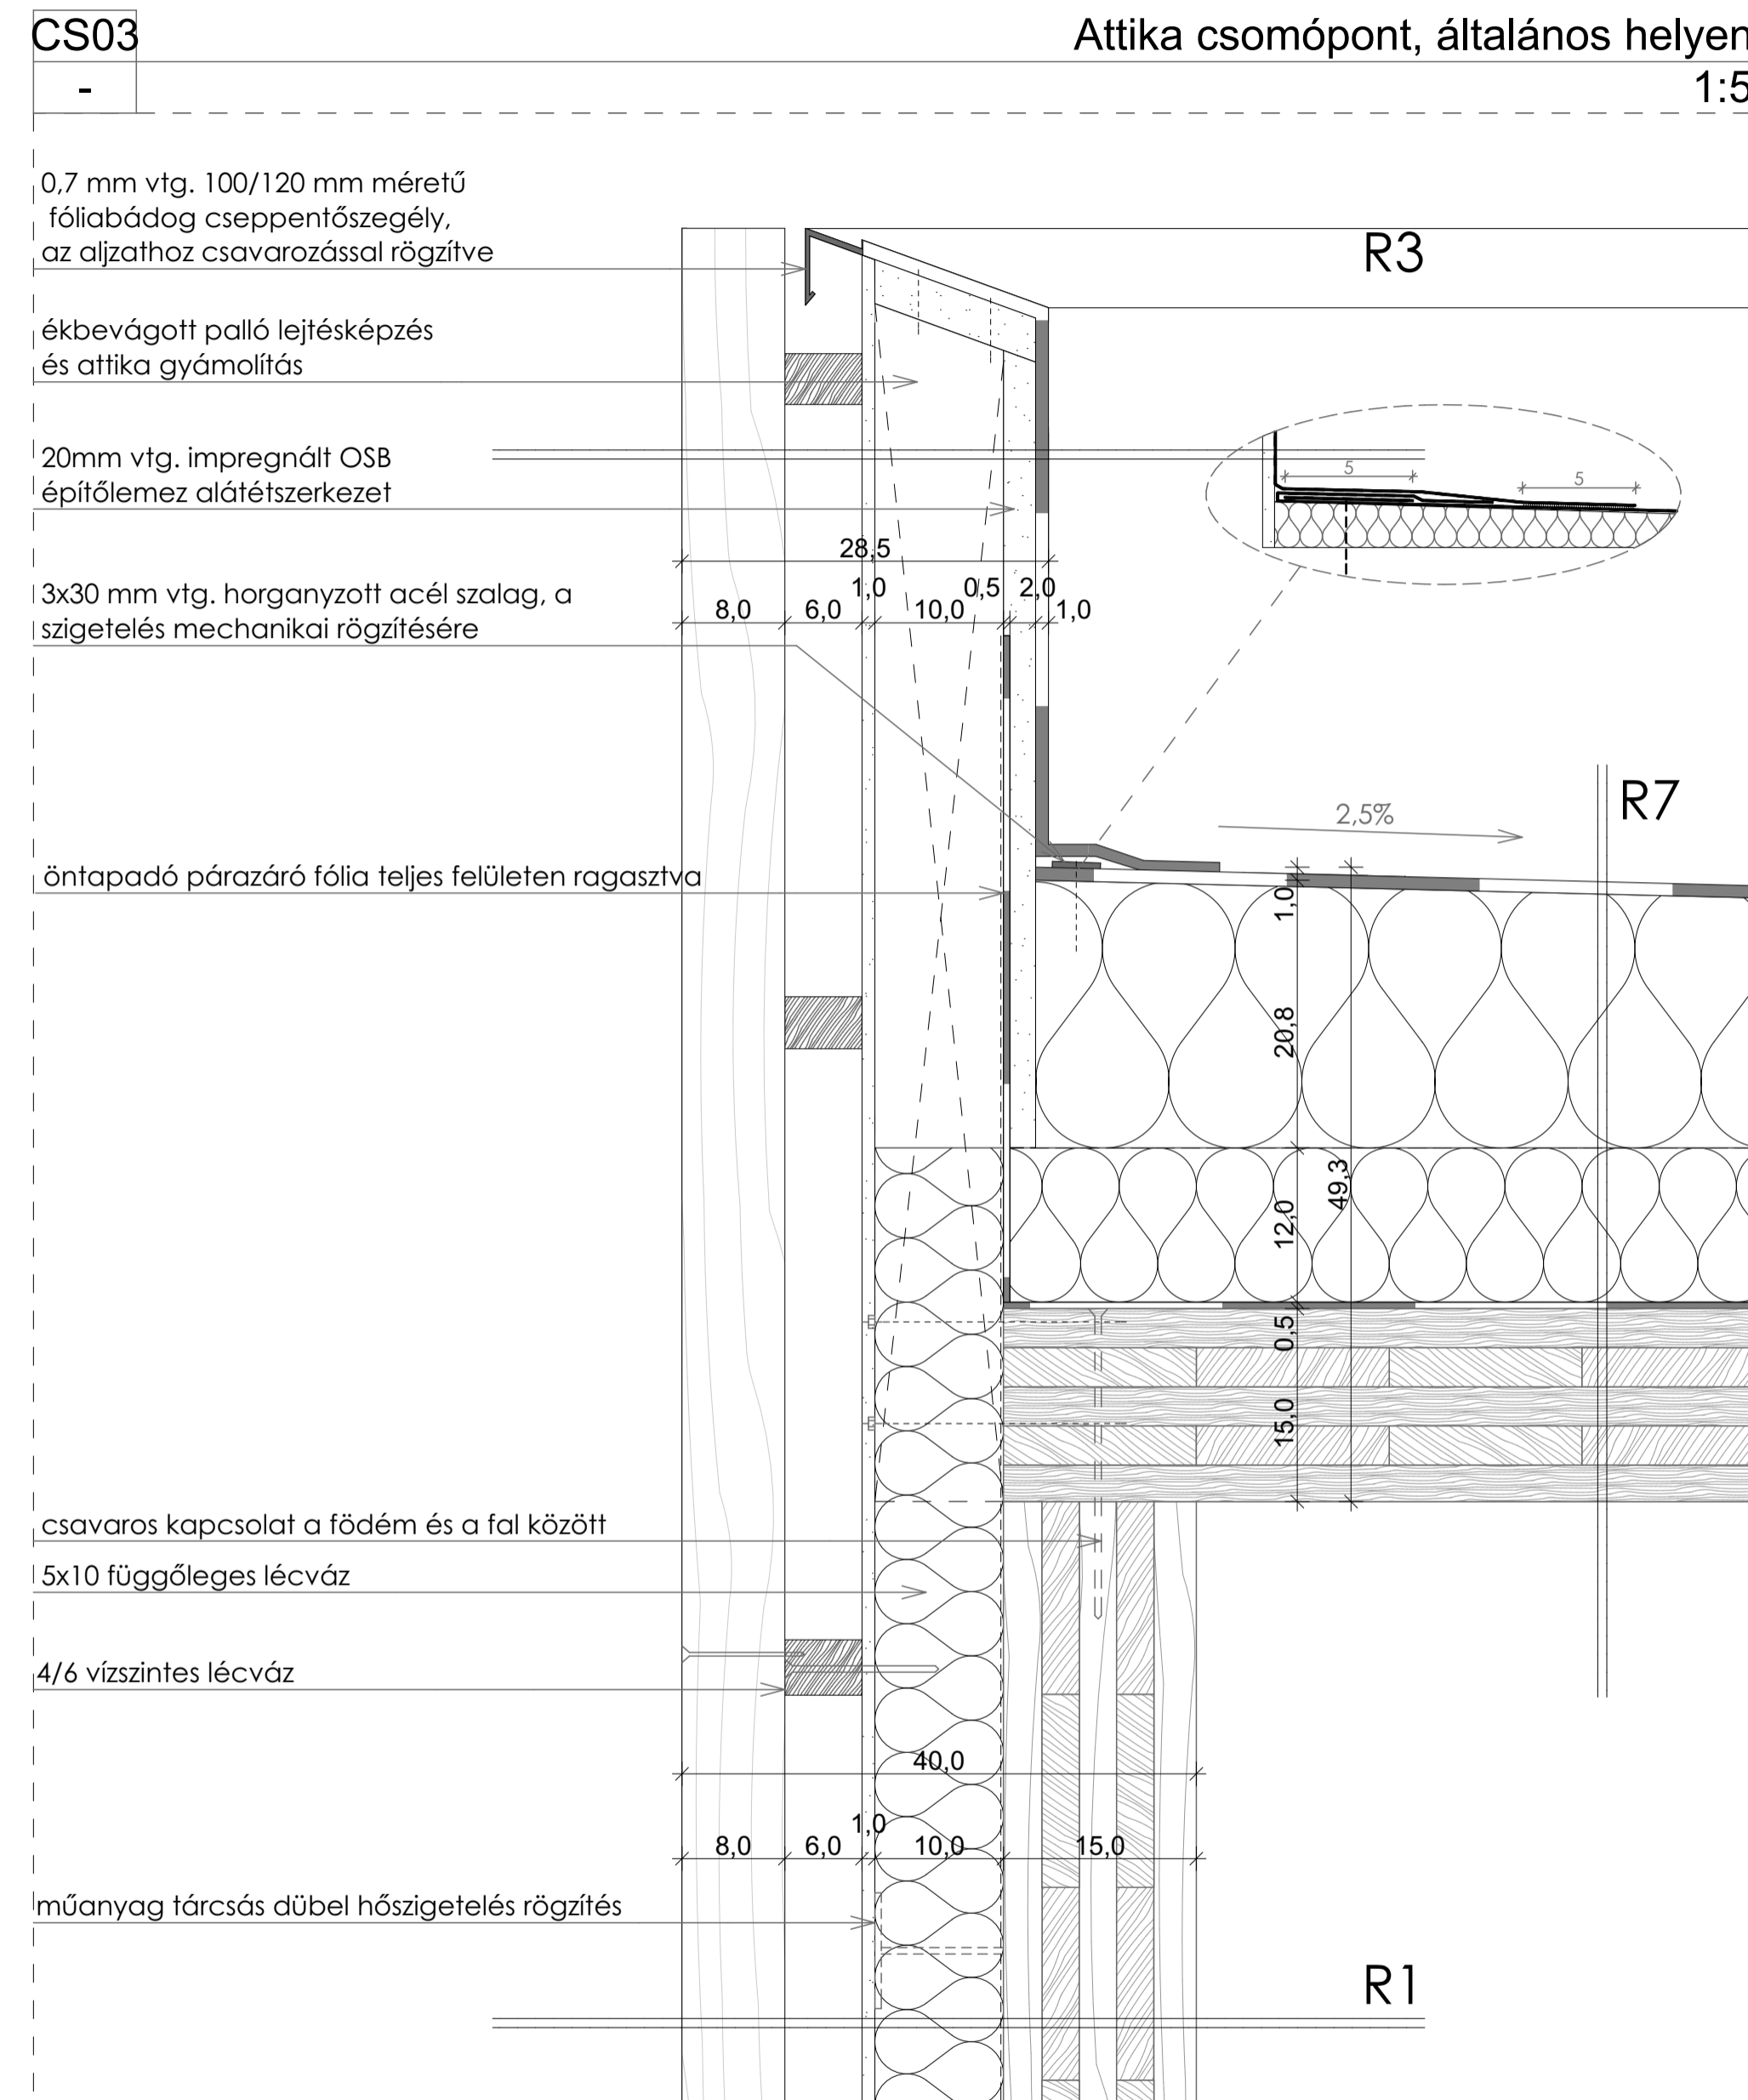 CS03
Attika csomópont, általános helyen
-
1:5
0,7 mm vtg. 100/120 mm méretű
fóliabádog cseppentőszegély,
az aljzathoz csavarozással rögzítve
R3
ékbevágott palló lejtésképzés
és attika gyámolítás
20mm vtg. impregnált OSB
építőlemez alátétszerkezet
5
5
28,5
3x30 mm vtg. horganyzott acél szalag, a
szigetelés mechanikai rögzítésére
1,0
0,5
2,0
8,0
6,0
10,0
1,0
R7
2,5%
öntapadó párazáró fólia teljes felületen ragasztva
1,0
20,8
49,3
12,0
0,5
15,0
csavaros kapcsolat a födém és a fal között
5x10 függőleges lécváz
4/6 vízszintes lécváz
40,0
1,0
8,0
6,0
10,0
15,0
műanyag tárcsás dübel hőszigetelés rögzítés
R1